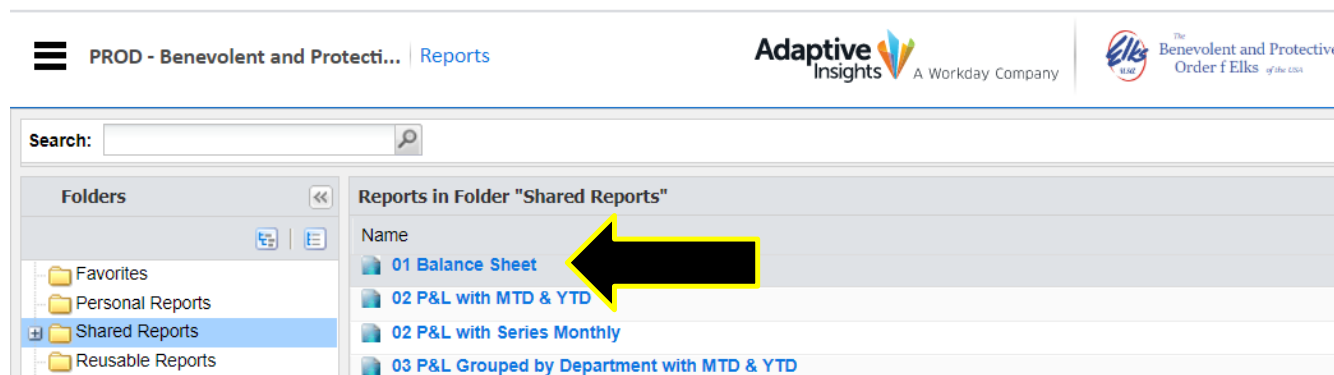 PROD - Benevolent and Protecti... Reports
Adaptive Insights A Workday Company
Elks
U.S.A.
The
Benevolent and Protective
Order f Elks of the USA
Search:
Folders
Reports in Folder "Shared Reports"
Name
Favorites
Personal Reports
Shared Reports
Reusable Reports
01 Balance Sheet
02 P&L with MTD & YTD
02 P&L with Series Monthly
03 P&L Grouped by Department with MTD & YTD